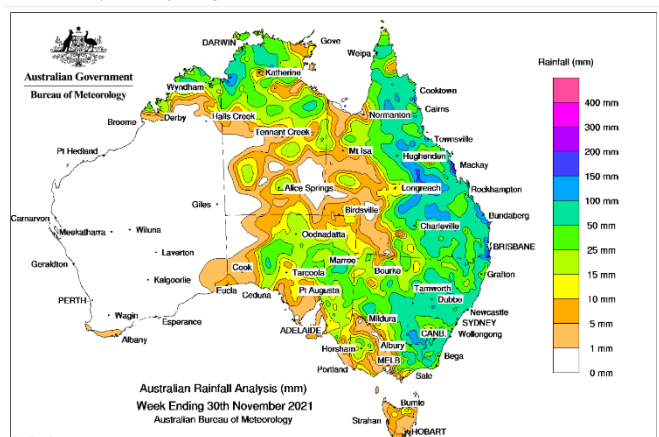 Australian Government
Bureau of Meteorology
DARWIN
Gove
Weipa
Katherine
Wyndham
Cooktown
Cairns
Broome
Derby
Halls Creek
Normanton
Tennant Creek
Townsville
Pt Hedland
Mt Isa
Hughenden
Mackay
Alice Springs
Longreach
Rockhampton
Giles
Birdsville
Bundaberg
Carnarvon
Meekatharra
Wiluna
Oodnadatta
Charleville
BRISBANE
Laverton
Marree
Geraldton
Cook
Tarcoola
Bourke
Grafton
Kalgoorlie
Pt Augusta
Tamworth
PERTH
Eucla
Ceduna
Dubbo
Newcastle
Wagin
Esperance
Mildura
SYDNEY
Albany
ADELAIDE
CANB.
Wollongong
Horsham
Albury
Bega
Portland
MELB
Sale
Burnie
Strahan
HOBART
Rainfall (mm)
400 mm
300 mm
200 mm
150 mm
100 mm
50 mm
25 mm
15 mm
10 mm
5 mm
1 mm
0 mm
Australian Rainfall Analysis (mm)
Week Ending 30th November 2021
Australian Bureau of Meteorology